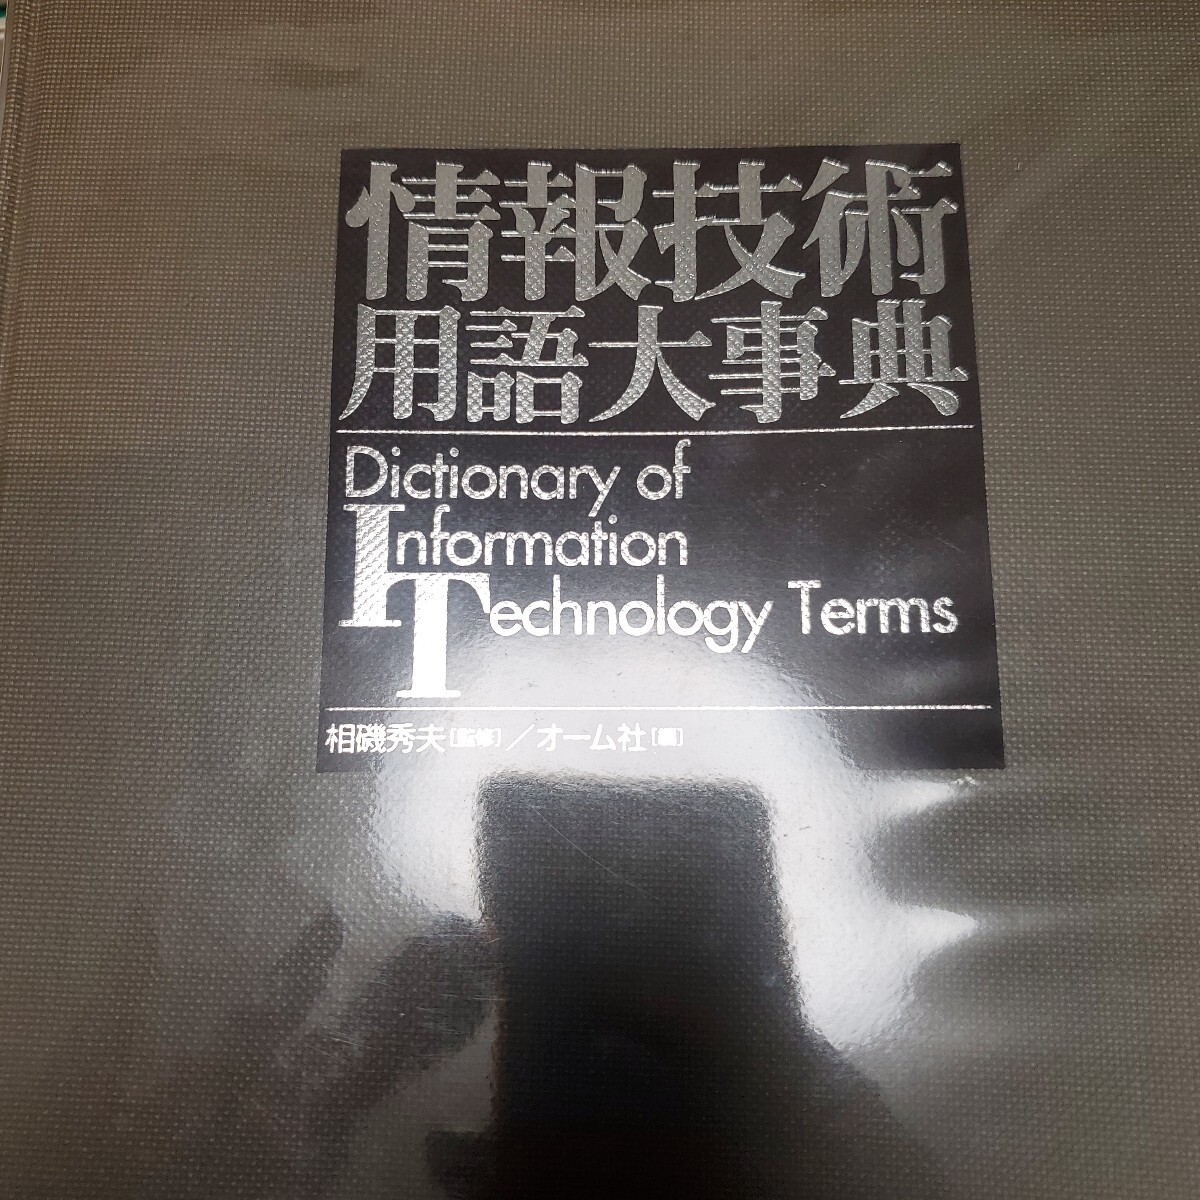 情報技術
用語大事典
Dictionary of
Information
Technology Terms
相磯秀夫[監修]／オーム社[編]